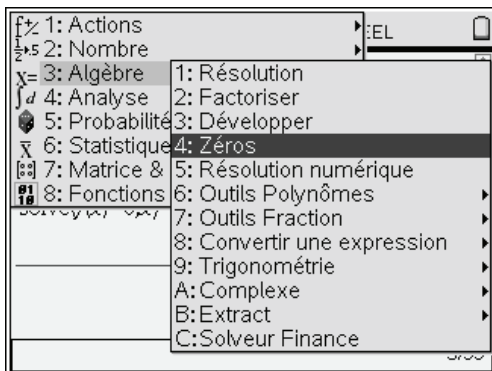 1: Actions
EEL
2: Nombre
3: Algèbre
4: Analyse
5: Probabilité
6: Statistique
7: Matrice &
8: Fonctions
1: Résolution
2: Factoriser
3: Développer
4: Zéros
5: Résolution numérique
6: Outils Polynômes
7: Outils Fraction
8: Convertir une expression
9: Trigonométrie
A: Complexe
B: Extract
C: Solveur Finance